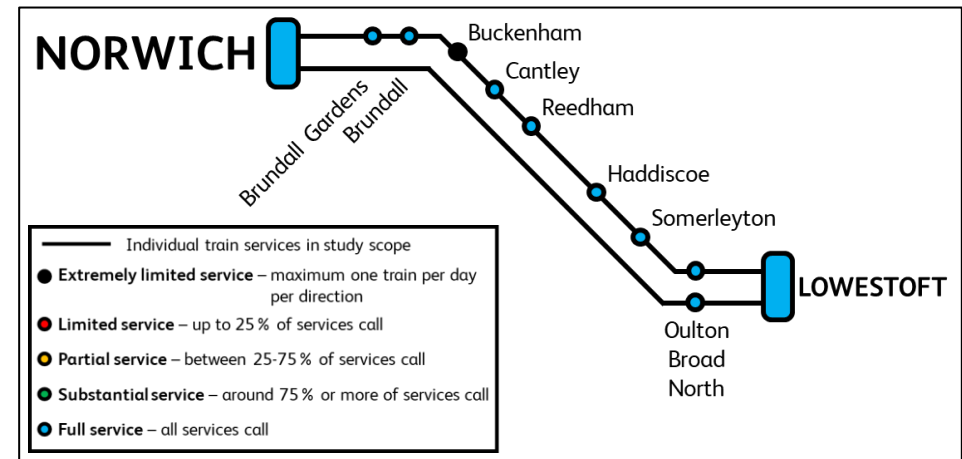 NORWICH
Buckenham
Cantley
Reedham
Brundall Gardens
Brundall
Haddiscoe
Somerleyton
LOWESTOFT
Oulton
Broad
North
Individual train services in study scope
Extremely limited service – maximum one train per day
per direction
Limited service – up to 25% of services call
Partial service – between 25-75% of services call
Substantial service – around 75% or more of services call
Full service – all services call